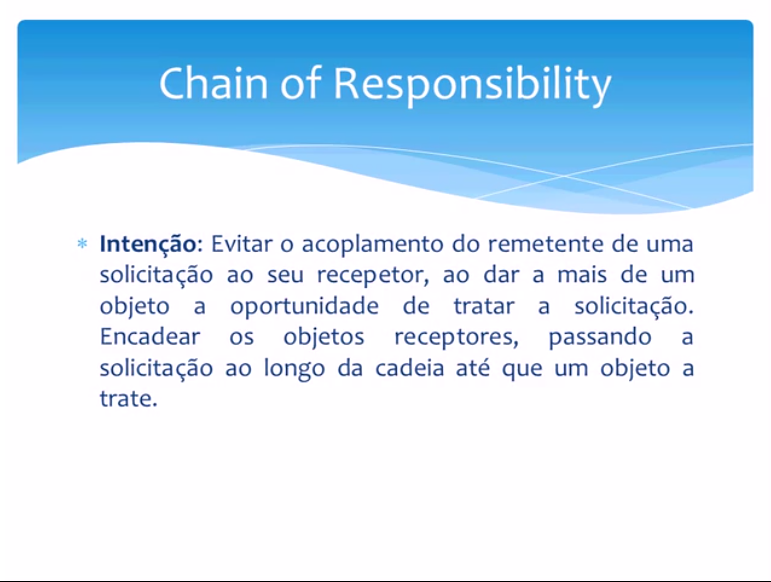 Chain of Responsibility
* Intenção: Evitar o acoplamento do remetente de uma
solicitação ao seu recepetor, ao dar a mais de um
objeto a oportunidade de tratar a solicitação.
Encadear os objetos receptores, passando a
solicitação ao longo da cadeia até que um objeto a
trate.